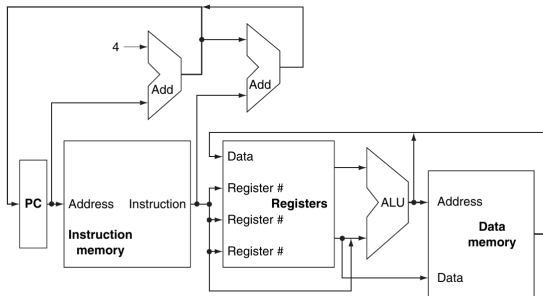 4
Add
Add
Data
PC
Address
Instruction
Register #
Registers
ALU
Address
Instruction
memory
Register #
Data
memory
Register #
Data